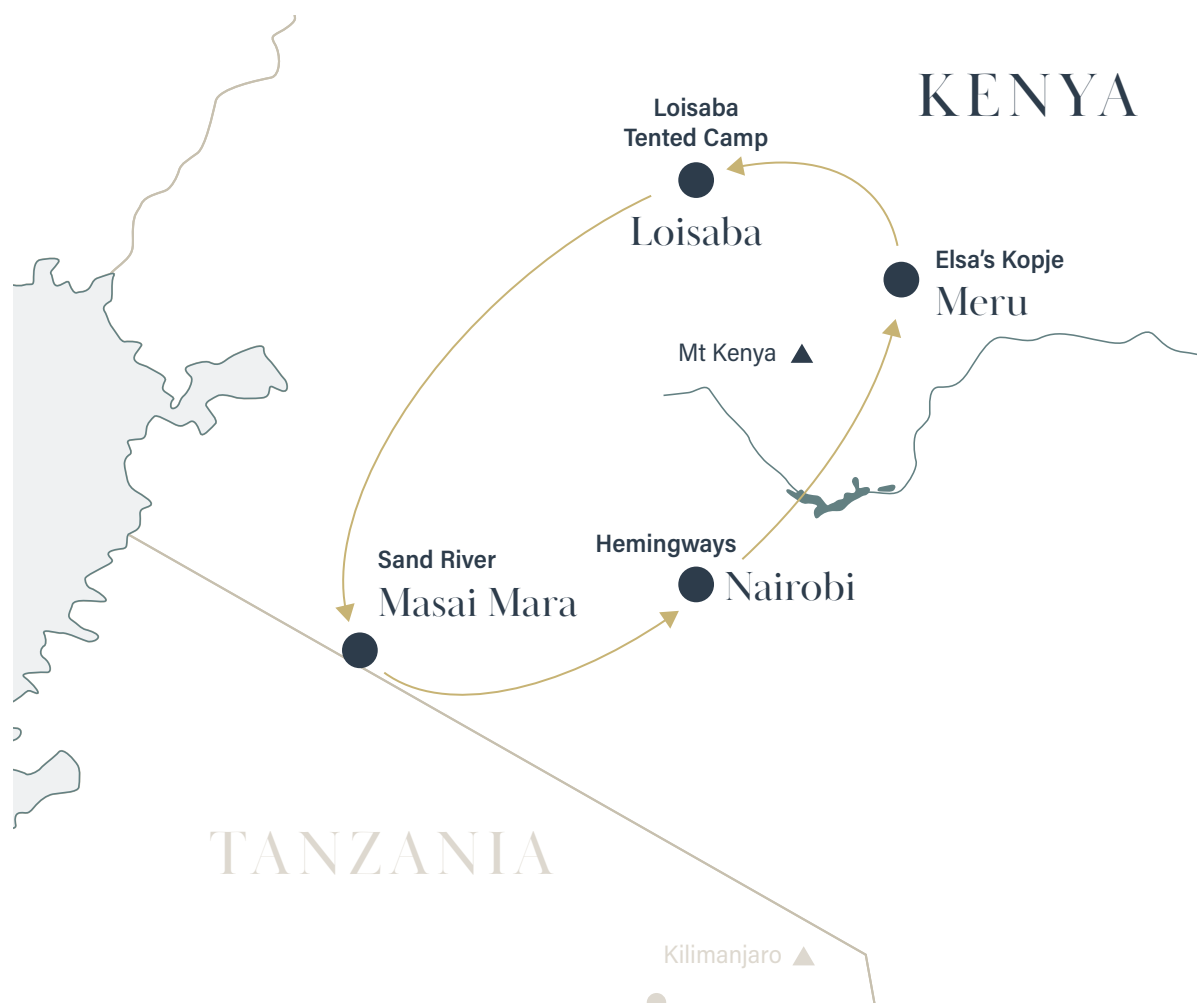 KENYA
Loisaba
Tented Camp
Loisaba
Elsa's Kopje
Meru
Mt Kenya
Hemingways
Nairobi
Sand River
Masai Mara
TANZANIA
Kilimanjaro